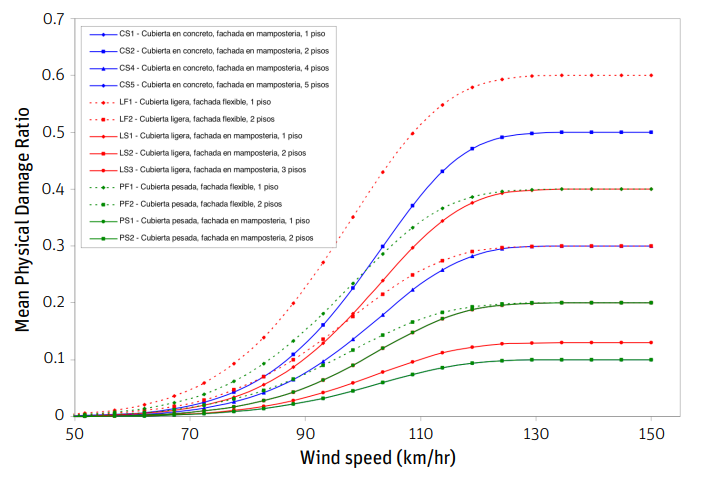 0.7
0.6
0.5
0.4
0.3
0.2
0.1
0
Mean Physical Damage Ratio
CS1 - Cubierta en concreto, fachada en mamposteria, 1 piso
CS2 - Cubierta en concreto, fachada en mamposteria, 2 pisos
CS4 - Cubierta en concreto, fachada en mamposteria, 4 pisos
CS5 - Cubierta en concreto, fachada en mamposteria, 5 pisos
LF1 - Cubierta ligera, fachada flexible, 1 piso
LF2 - Cubierta ligera, fachada flexible, 2 pisos
LS1 - Cubierta ligera, fachada en mamposteria, 1 piso
LS2 - Cubierta ligera, fachada en mamposteria, 2 pisos
LS3 - Cubierta ligera, fachada en mamposteria, 3 pisos
PF1 - Cubierta pesada, fachada flexible, 1 piso
PF2 - Cubierta pesada, fachada flexible, 2 pisos
PS1 - Cubierta pesada, fachada en mamposteria, 1 piso
PS2 - Cubierta pesada, fachada en mamposteria, 2 pisos
50 70 90 110 130 150
Wind speed (km/hr)